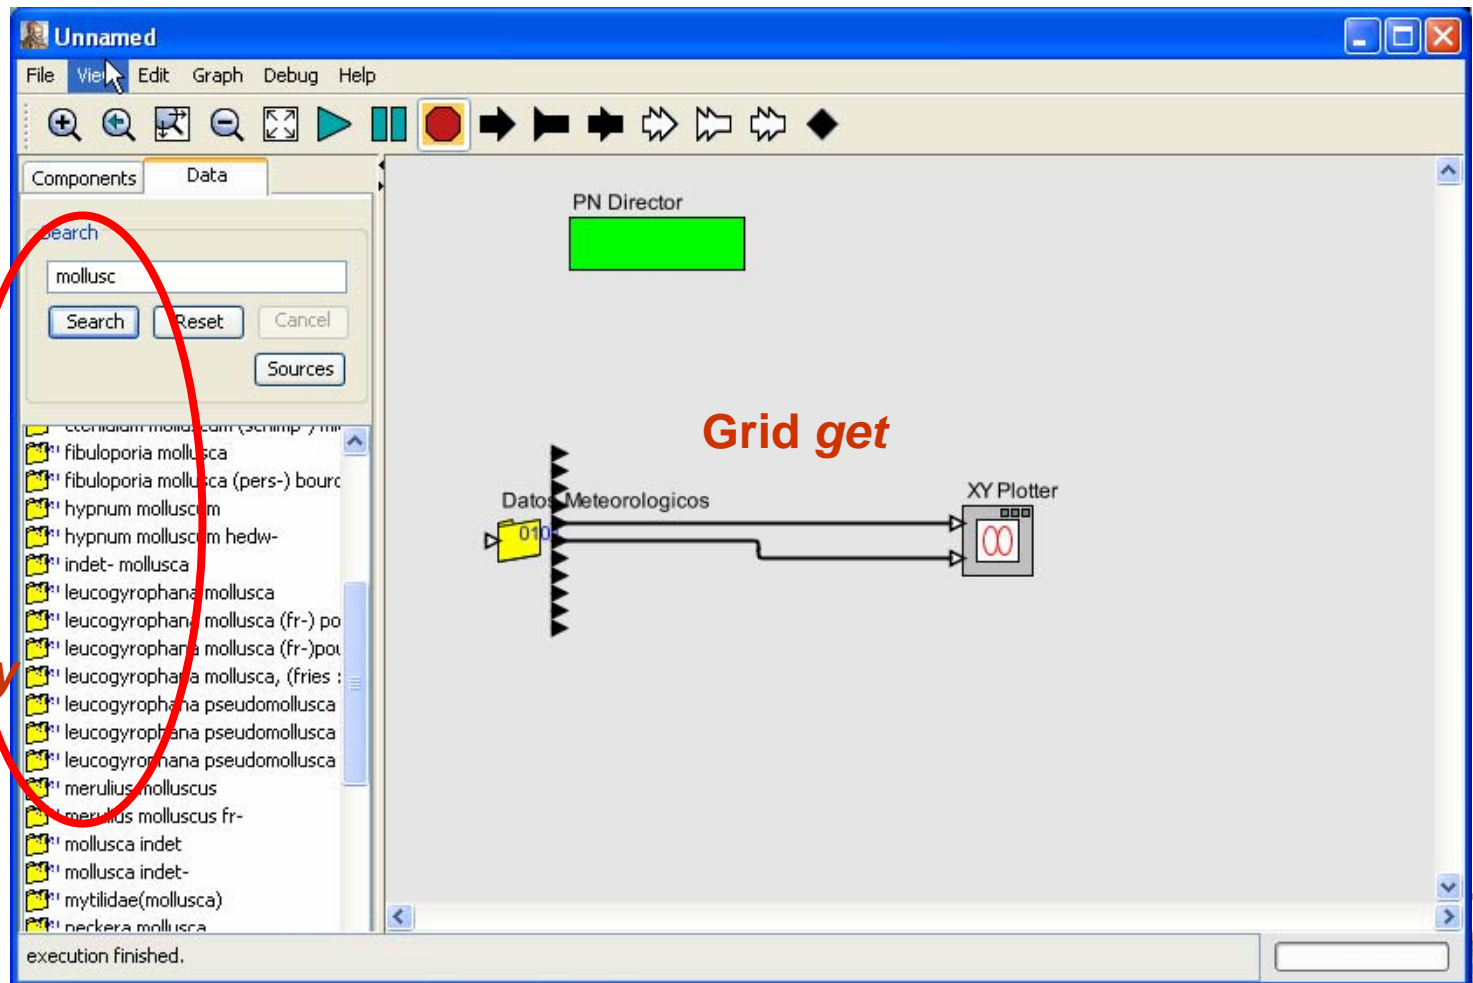 Unnamed
File View Edit Graph Debug Help
Components Data
Search
mollusc
Search Reset Cancel
Sources
fibuloporia mollusca
fibuloporia mollusca (pers-) bourd
hypnum molluscum
hypnum molluscum hedw-
indet- mollusca
leucogyrophana mollusca
leucogyrophana mollusca (fr-) po
leucogyrophana mollusca (fr-)pou
leucogyrophana mollusca, (fries :
leucogyrophana pseudomollusca
leucogyrophana pseudomollusca
leucogyrophana pseudomollusca
merulius molluscus
merulius molluscus fr-
mollusca indet
mollusca indet-
mytilidae(mollusca)
neckera mollusca
execution finished.
y
PN Director
Grid get
Datos Meteorologicos
010
XY Plotter